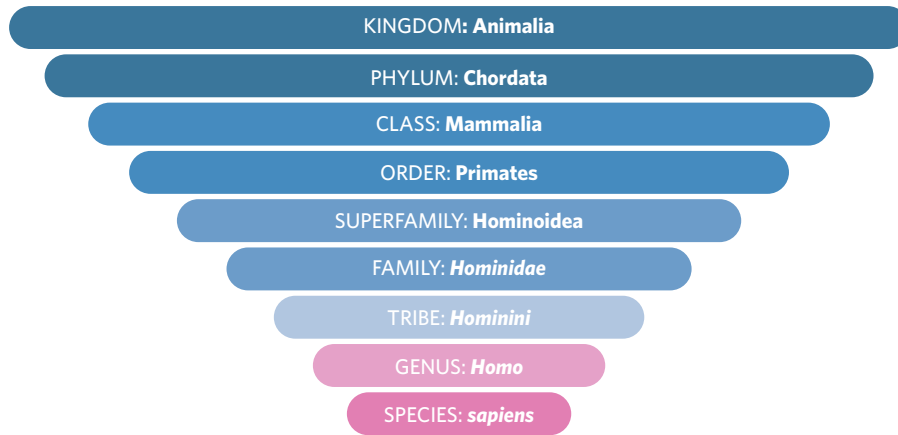 KINGDOM: Animalia
PHYLUM: Chordata
CLASS: Mammalia
ORDER: Primates
SUPERFAMILY: Hominoidea
FAMILY: Hominidae
TRIBE: Hominini
GENUS: Homo
SPECIES: sapiens